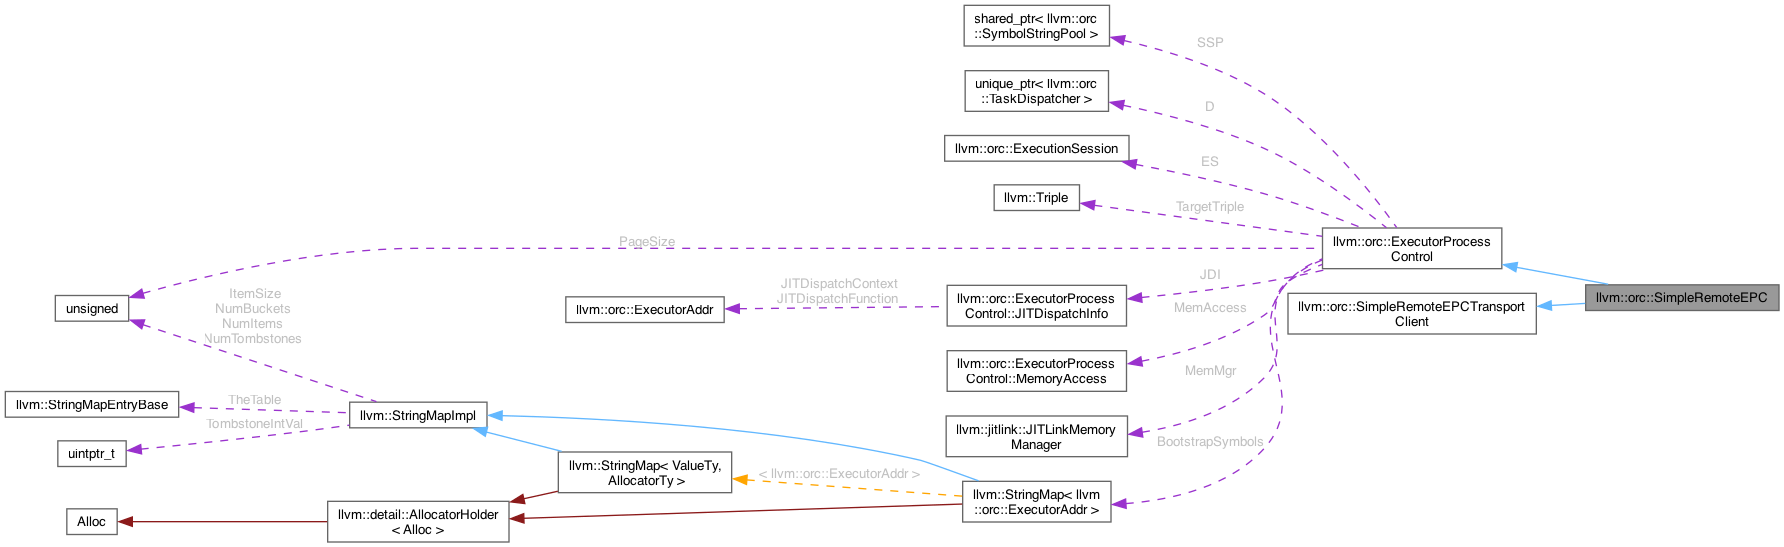 shared_ptr< llvm::orc
::SymbolStringPool >
SSP
unique_ptr< llvm::orc
::TaskDispatcher >
D
llvm::orc::ExecutionSession
ES
llvm::Triple
TargetTriple
PageSize
llvm::orc::ExecutorProcess
Control
JDI
JITDispatchContext
JITDispatchFunction
ItemSize
NumBuckets
NumItems
NumTombstones
unsigned
llvm::orc::ExecutorAddr
llvm::orc::ExecutorProcess
Control::JITDispatchInfo
MemAccess
llvm::orc::SimpleRemoteEPCTransport
Client
llvm::orc::SimpleRemoteEPC
llvm::orc::ExecutorProcess
Control::MemoryAccess
MemMgr
llvm::StringMapEntryBase
TheTable
llvm::StringMapImpl
TombstoneIntVal
uintptr_t
llvm::jitlink::JITLinkMemory
Manager
BootstrapSymbols
llvm::StringMap< ValueTy,
AllocatorTy >
< llvm::orc::ExecutorAddr >
llvm::StringMap< llvm
::orc::ExecutorAddr >
Alloc
llvm::detail::AllocatorHolder
< Alloc >